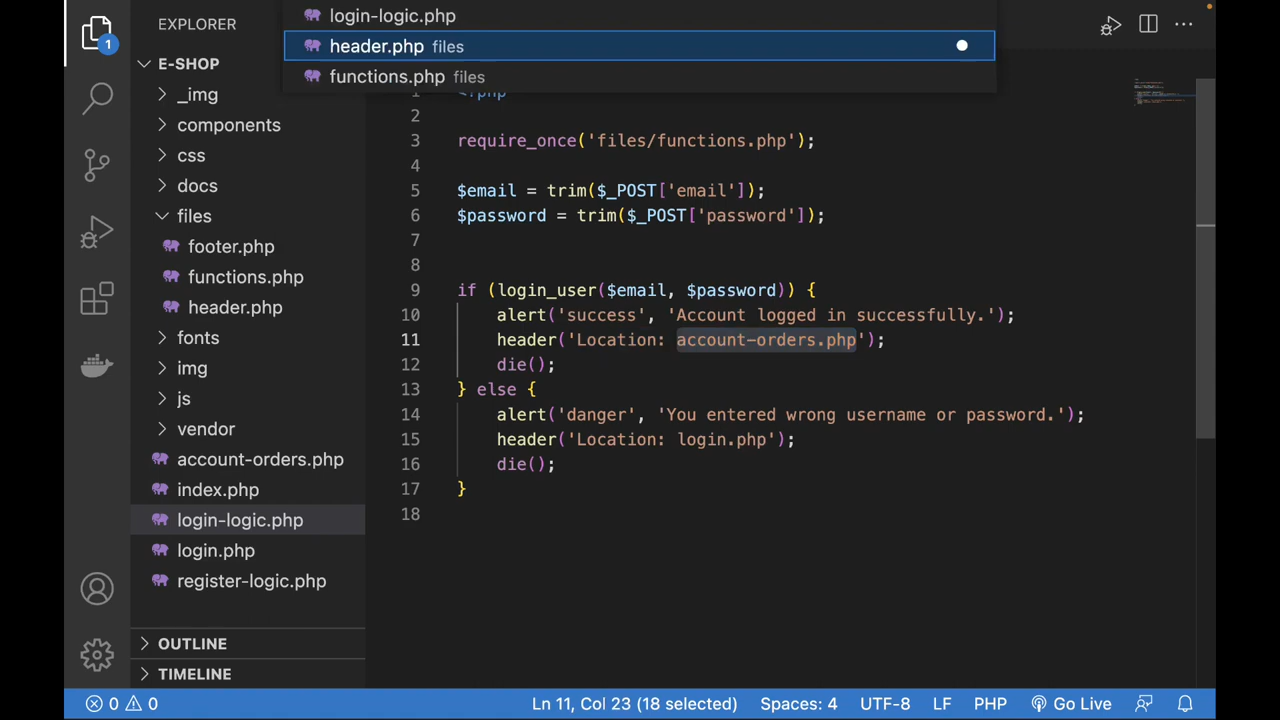 EXPLORER
1
E-SHOP
_img
components
css
docs
files
footer.php
functions.php
header.php
fonts
img
js
vendor
account-orders.php
index.php
login-logic.php
login.php
register-logic.php
OUTLINE
TIMELINE
login-logic.php
header.php files
functions.php files
1 <?php
2
3 require_once('files/functions.php');
4
5 $email = trim($_POST['email']);
6 $password = trim($_POST['password']);
7
8
9 if (login_user($email, $password)) {
10 alert('success', 'Account logged in successfully.');
11 header('Location: account-orders.php');
12 die();
13 } else {
14 alert('danger', 'You entered wrong username or password.');
15 header('Location: login.php');
16 die();
17 }
18
0 0 Ln 11, Col 23 (18 selected) Spaces: 4 UTF-8 LF PHP Go Live